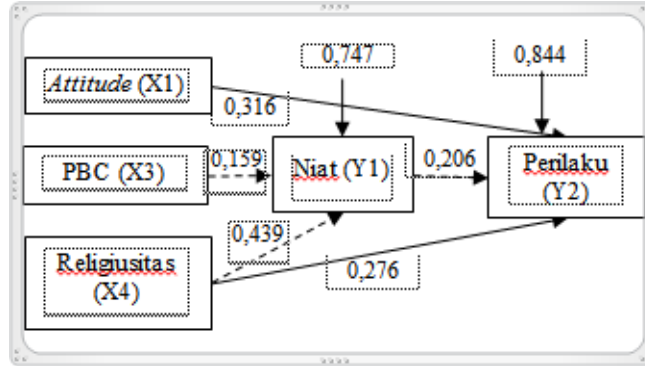 0,747
0,844
Attitude (X1)
0,316
PBC (X3)
0,159
Niat (Y1)
0,206
Perilaku
(Y2)
0,439
Religiusitas
(X4)
0,276